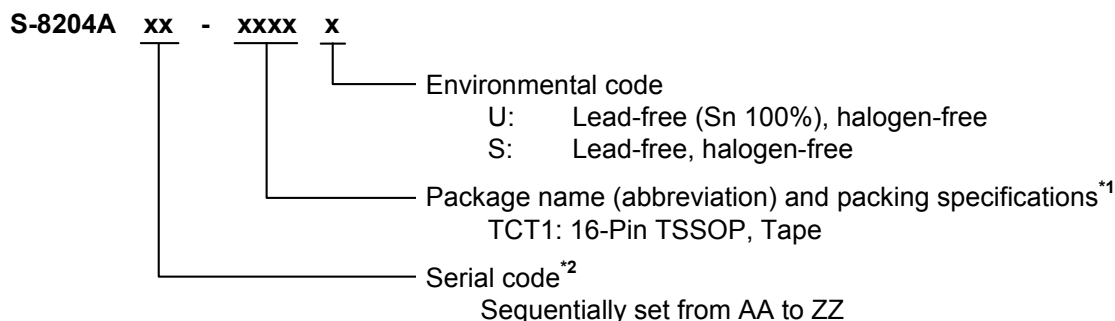 S-8204A xx - xxxx x
Environmental code
U: Lead-free (Sn 100%), halogen-free
S: Lead-free, halogen-free
Package name (abbreviation) and packing specifications*1
TCT1: 16-Pin TSSOP, Tape
Serial code*2
Sequentially set from AA to ZZ